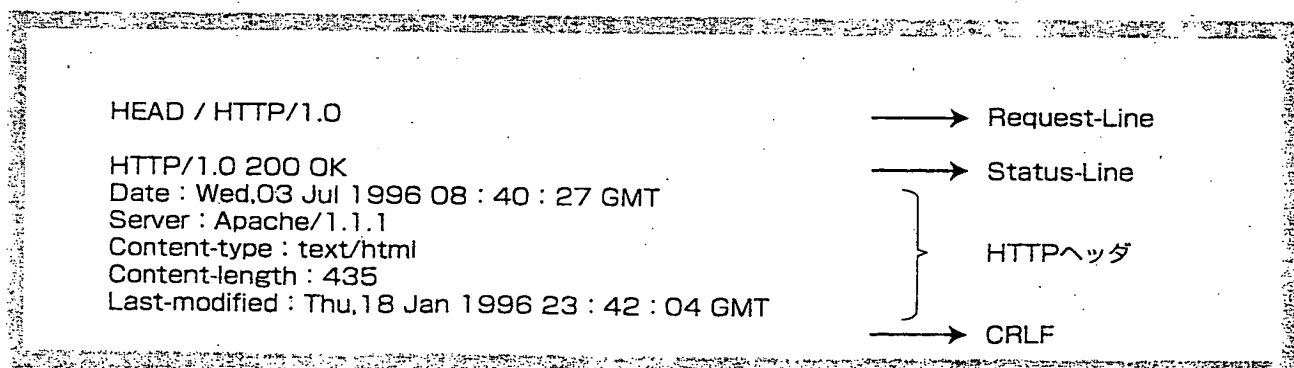 HEAD / HTTP/1.0 Request-Line
HTTP/1.0 200 OK Status-Line
Date : Wed,03 Jul 1996 08 : 40 : 27 GMT
Server : Apache/1.1.1
Content-type : text/html
Content-length : 435
Last-modified : Thu,18 Jan 1996 23 : 42 : 04 GMT
HTTPヘッダ
CRLF